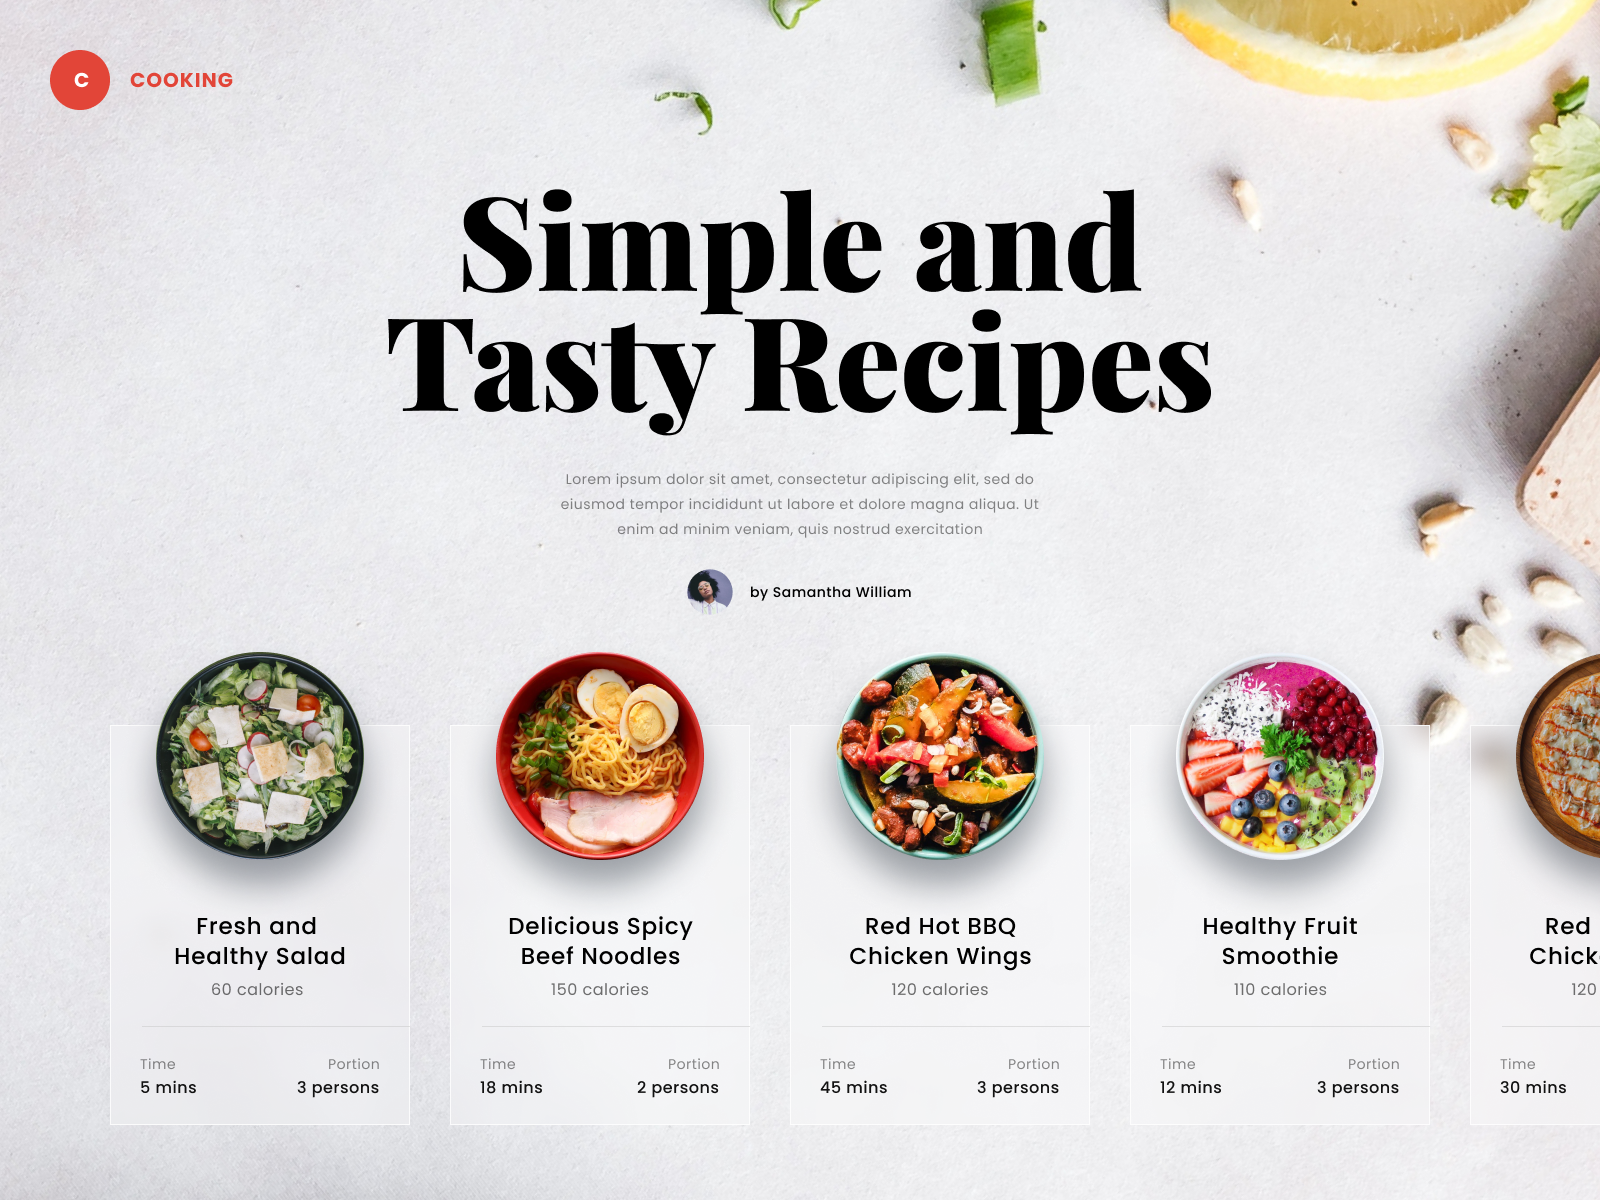 C
COOKING
Simple and
Tasty Recipes
Lorem ipsum dolor sit amet, consectetur adipiscing elit, sed do
eiusmod tempor incididunt ut labore et dolore magna aliqua. Ut
enim ad minim veniam, quis nostrud exercitation
by Samantha William
Fresh and
Healthy Salad
60 calories
Time
Portion
5 mins
3 persons
Delicious Spicy
Beef Noodles
150 calories
Time
Portion
18 mins
2 persons
Red Hot BBQ
Chicken Wings
120 calories
Time
Portion
45 mins
3 persons
Healthy Fruit
Smoothie
110 calories
Time
Portion
12 mins
3 persons
Red
Chick
120
Time
30 mins